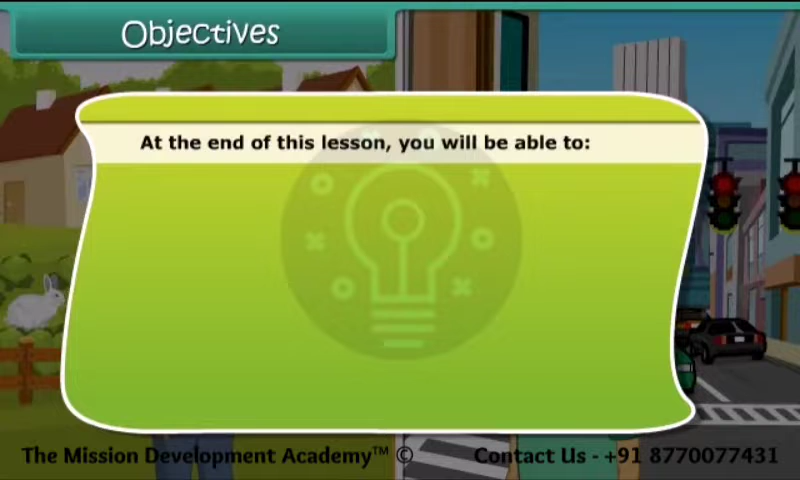 Objectives
At the end of this lesson, you will be able to:
The Mission Development Academy™ © Contact Us - +91 8770077431